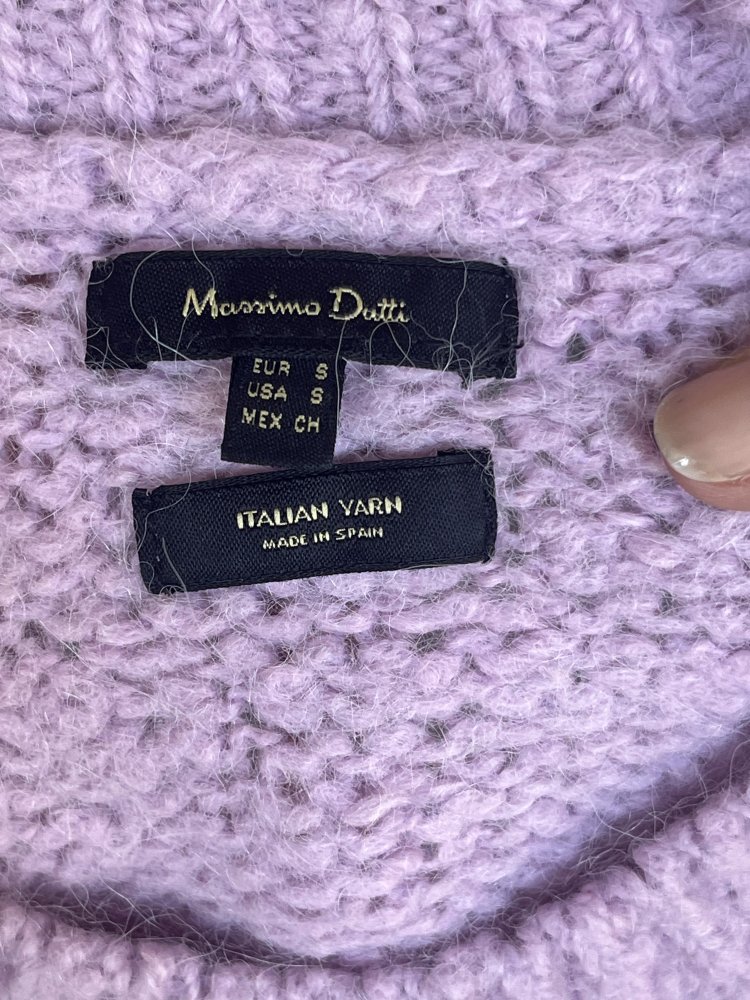 Massimo Dutti
EUR S
USA S
MEX CH
ITALIAN YARN
MADE IN SPAIN